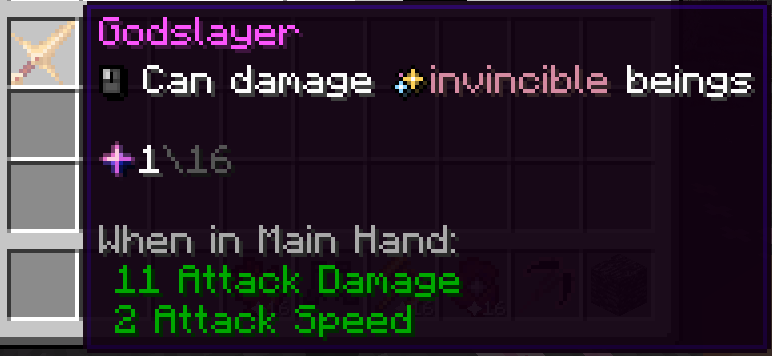 Godslayer
Can damage invincible beings
1\16
When in Main Hand:
11 Attack Damage
2 Attack Speed